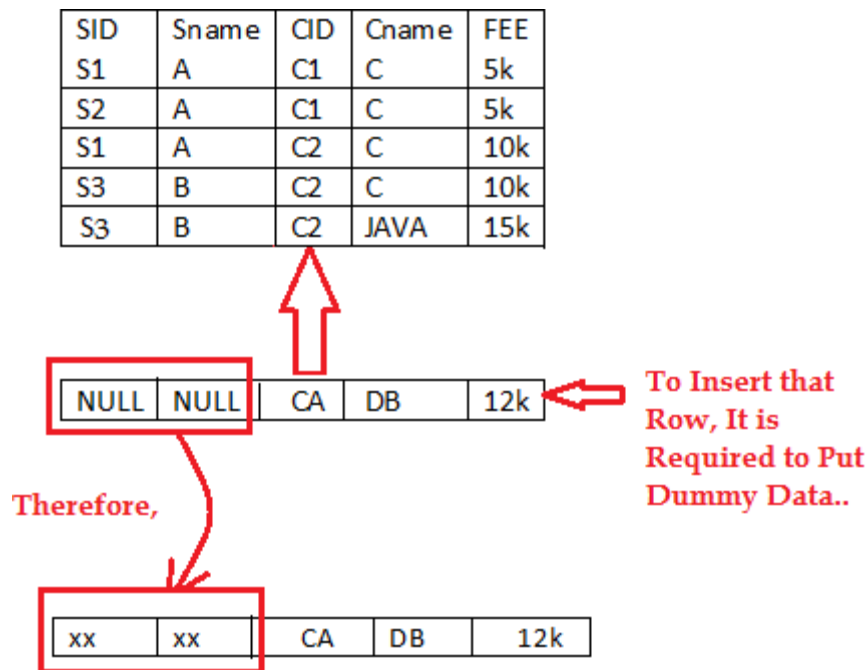 SID Sname CID Cname FEE
S1 A C1 C 5k
S2 A C1 C 5k
S1 A C2 C 10k
S3 B C2 C 10k
S3 B C2 JAVA 15k
NULL NULL CA DB 12k
To Insert that
Row, It is
Required to Put
Dummy Data..
Therefore,
xx xx CA DB 12k